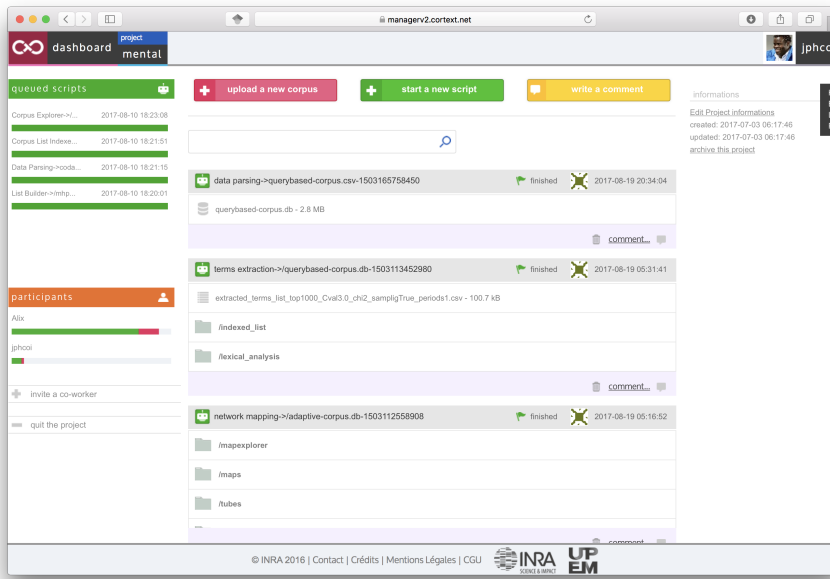 managerv2.cortext.net
dashboard
project
mental
jphco
queued scripts
Corpus Explorer->/... 2017-08-10 18:23:08
Corpus List Indexe... 2017-08-10 18:21:51
Data Parsing->coda... 2017-08-10 18:21:15
List Builder->/mhp... 2017-08-10 18:20:01
participants
Alix
jphcoi
invite a co-worker
quit the project
upload a new corpus
start a new script
write a comment
data parsing->querybased-corpus.csv-1503165758450 finished 2017-08-19 20:34:04
querybased-corpus.db - 2.8 MB
comment...
terms extraction->/querybased-corpus.db-1503113452980 finished 2017-08-19 05:31:41
extracted_terms_list_top1000_Cval3.0_chi2_sampligTrue_periods1.csv - 100.7 kB
/indexed_list
/lexical_analysis
comment...
network mapping->/adaptive-corpus.db-1503112558908 finished 2017-08-19 05:16:52
/mapexplorer
/maps
/tubes
comment
informations
Edit Project informations
created: 2017-07-03 06:17:46
updated: 2017-07-03 06:17:46
archive this project
© INRA 2016 | Contact | Crédits | Mentions Légales | CGU
INRA
SCIENCE & IMPACT
UP
EM